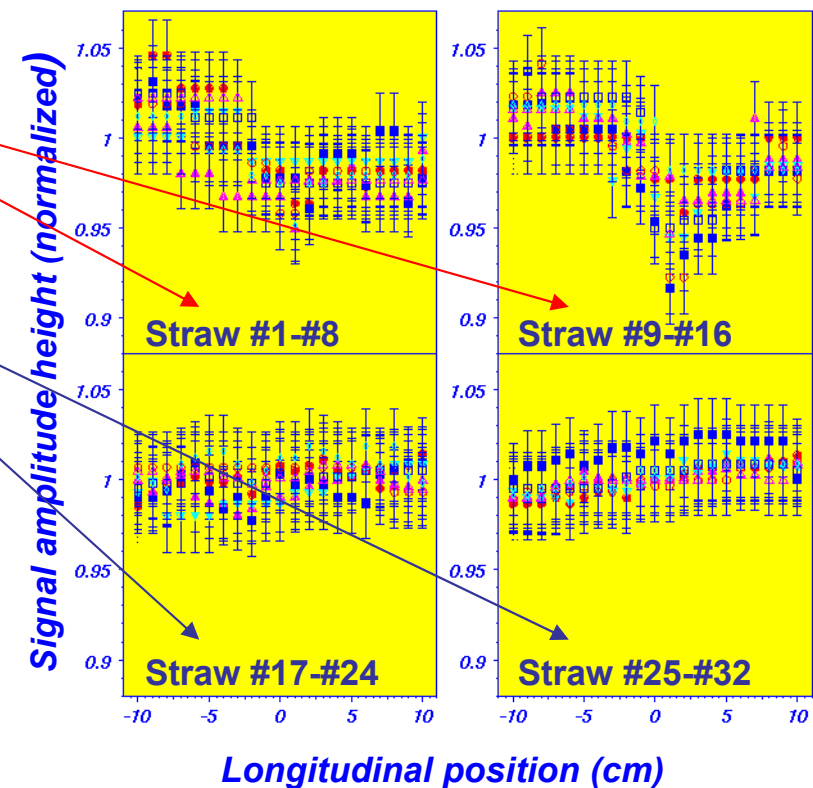 Signal amplitude height (normalized)
1.05
1
0.95
0.9
Straw #1-#8
1.05
1
0.95
0.9
Straw #9-#16
1.05
1
0.95
0.9
Straw #17-#24
1.05
1
0.95
0.9
Straw #25-#32
-10 -5 0 5 10
-10 -5 0 5 10
Longitudinal position (cm)